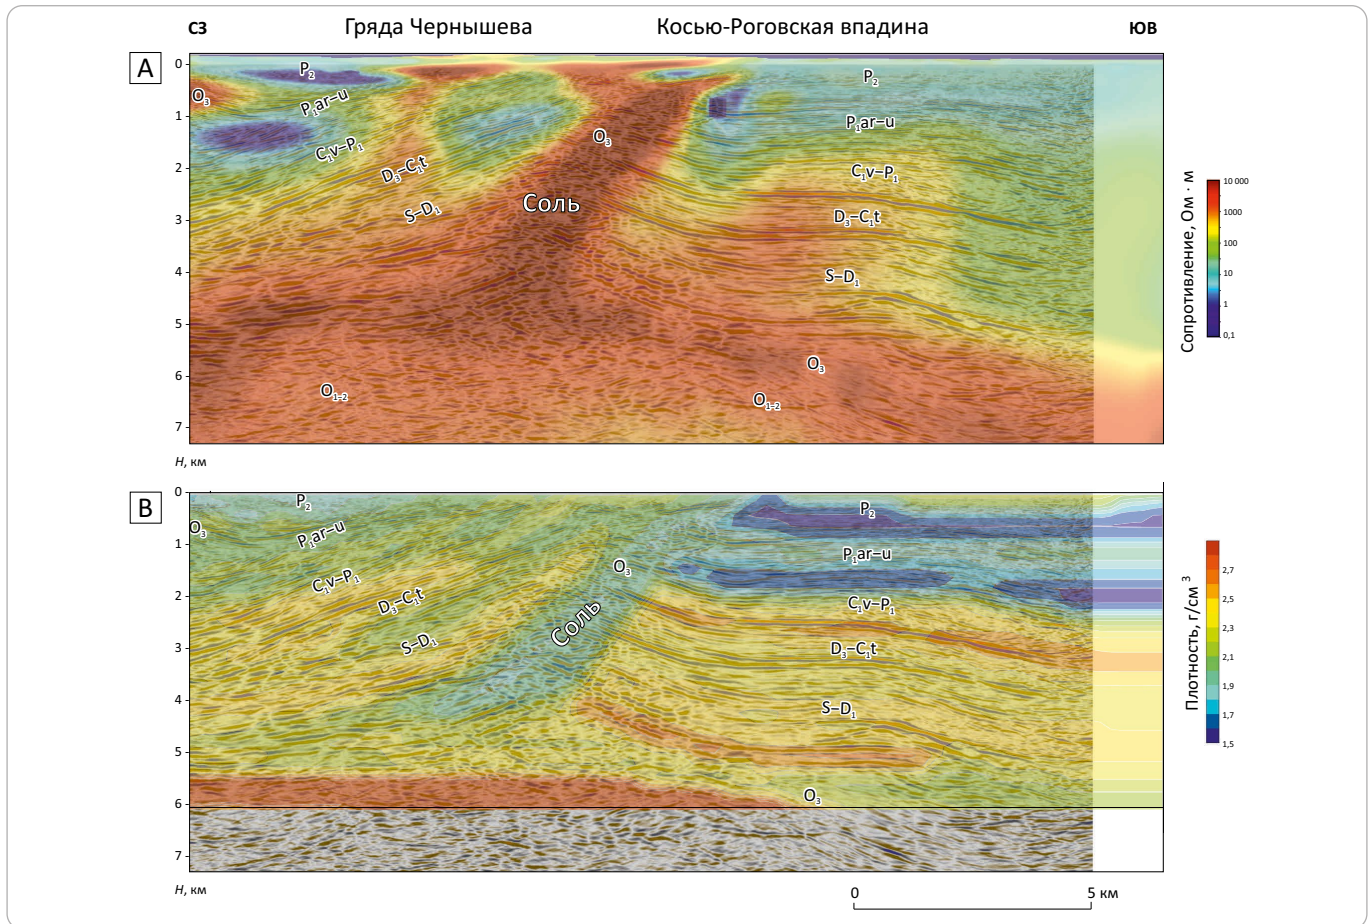 СЗ Гряда Чернышева Косью-Роговская впадина ЮВ
А
0
1
2
3
4
5
6
7
H, км
P₂
O₃
P₁ar–u
C₁v–P₁
D₃–C₁t
S–D₁
O₃
Соль
O₁₋₂
P₂
P₁ar–u
C₁v–P₁
D₃–C₁t
S–D₁
O₃
O₁₋₂
Сопротивление, Ом · м
10 000
1000
100
10
1
0,1
В
0
1
2
3
4
5
6
7
H, км
P₂
O₃
P₁ar–u
C₁v–P₁
D₃–C₁t
S–D₁
O₃
Соль
P₂
P₁ar–u
C₁v–P₁
D₃–C₁t
S–D₁
O₃
Плотность, г/см³
2,7
2,5
2,3
2,1
1,9
1,7
1,5
0 5 км